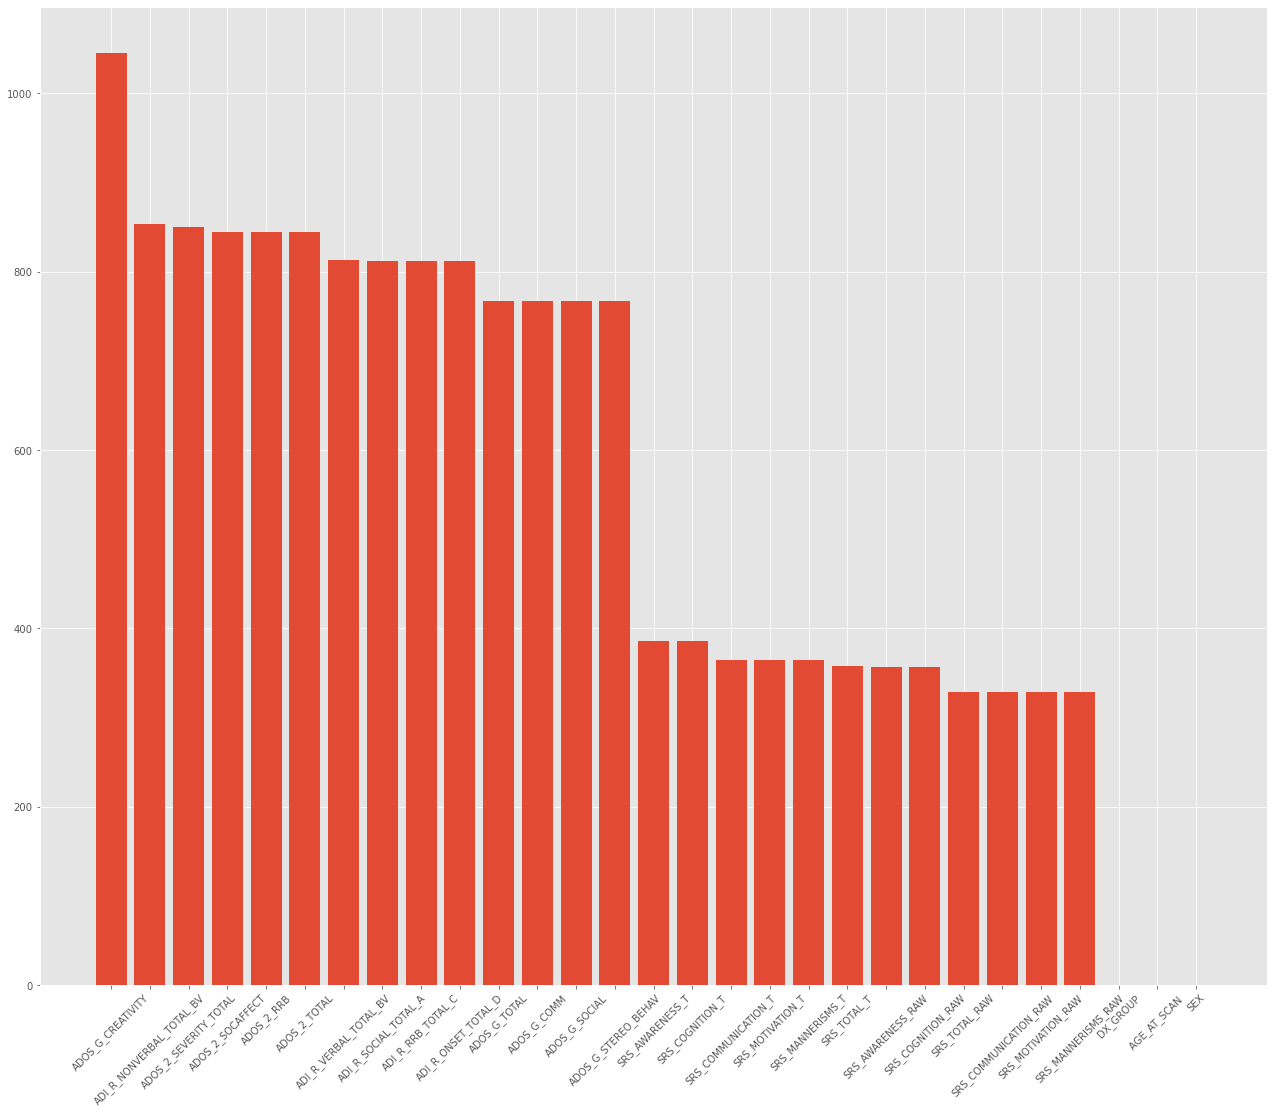 1000
800
600
400
200
0
ADOS_G_CREATIVITY
ADI_R_NONVERBAL_TOTAL_BV
ADOS_2_SEVERITY_TOTAL
ADOS_2_SOCAFFECT
ADOS_2_RRB
ADOS_2_TOTAL
ADI_R_VERBAL_TOTAL_BV
ADI_R_SOCIAL_TOTAL_A
ADI_R_RRB_TOTAL_C
ADI_R_ONSET_TOTAL_D
ADOS_G_TOTAL
ADOS_G_COMM
ADOS_G_SOCIAL
ADOS_G_STEREO_BEHAV
SRS_AWARENESS_T
SRS_COGNITION_T
SRS_COMMUNICATION_T
SRS_MOTIVATION_T
SRS_MANNERISMS_T
SRS_TOTAL_T
SRS_AWARENESS_RAW
SRS_COGNITION_RAW
SRS_TOTAL_RAW
SRS_COMMUNICATION_RAW
SRS_MOTIVATION_RAW
SRS_MANNERISMS_RAW
DX_GROUP
AGE_AT_SCAN
SEX